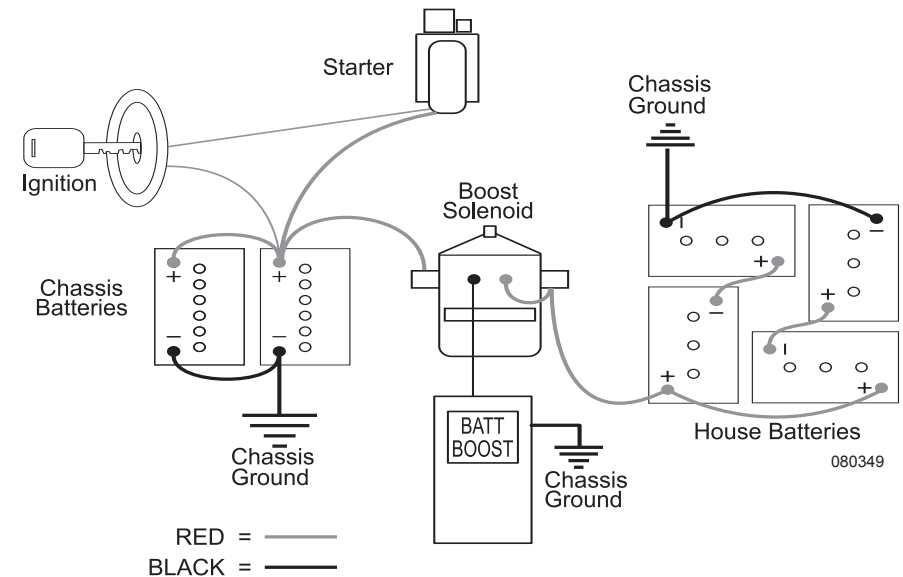 Starter
Ignition
Chassis
Ground
Boost
Solenoid
Chassis
Batteries
+
+
–
–
–
–
+
+
–
–
+
+
Chassis
Ground
BATT
BOOST
Chassis
Ground
House Batteries
080349
RED =
BLACK =